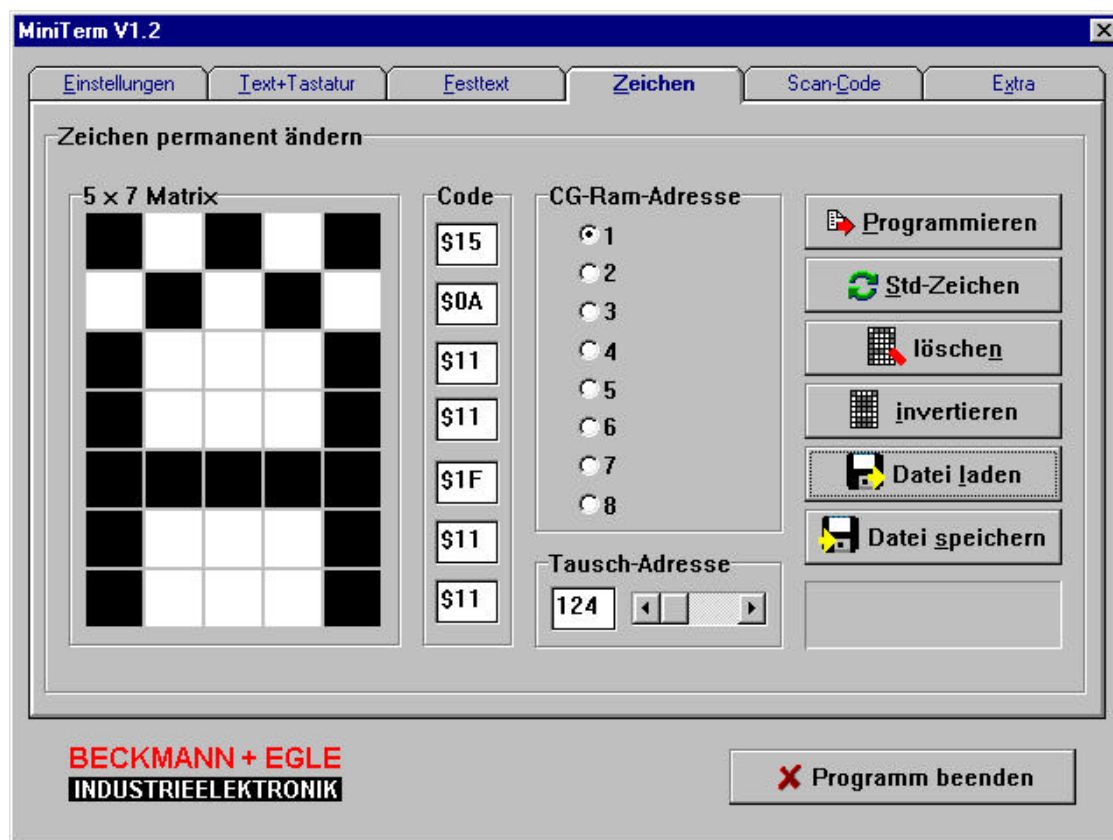 MiniTerm V1.2
Einstellungen
Text+Tastatur
Festtext
Zeichen
Scan-Code
Extra
Zeichen permanent ändern
5 x 7 Matrix
Code
$15
$0A
$11
$11
$1F
$11
$11
CG-Ram-Adresse
1
2
3
4
5
6
7
8
Tausch-Adresse
124
Programmieren
Std-Zeichen
löschen
invertieren
Datei laden
Datei speichern
BECKMANN + EGLE
INDUSTRIEELEKTRONIK
Programm beenden